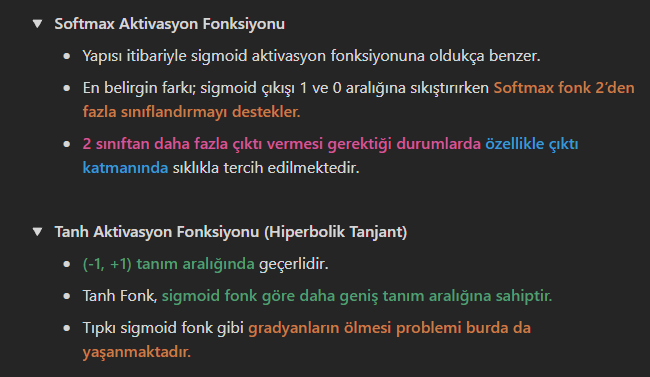 Softmax Aktivasyon Fonksiyonu
Yapısı itibariyle sigmoid aktivasyon fonksiyonuna oldukça benzer.
En belirgin farkı; sigmoid çıkışı 1 ve 0 aralığına sıkıştırırken Softmax fonk 2'den
fazla sınıflandırmayı destekler.
2 sınıftan daha fazla çıktı vermesi gerektiği durumlarda özellikle çıktı
katmanında sıklıkla tercih edilmektedir.
Tanh Aktivasyon Fonksiyonu (Hiperbolik Tanjant)
(-1, +1) tanım aralığında geçerlidir.
Tanh Fonk, sigmoid fonk göre daha geniş tanım aralığına sahiptir.
Tıpkı sigmoid fonk gibi gradyanların ölmesi problemi burda da
yaşanmaktadır.